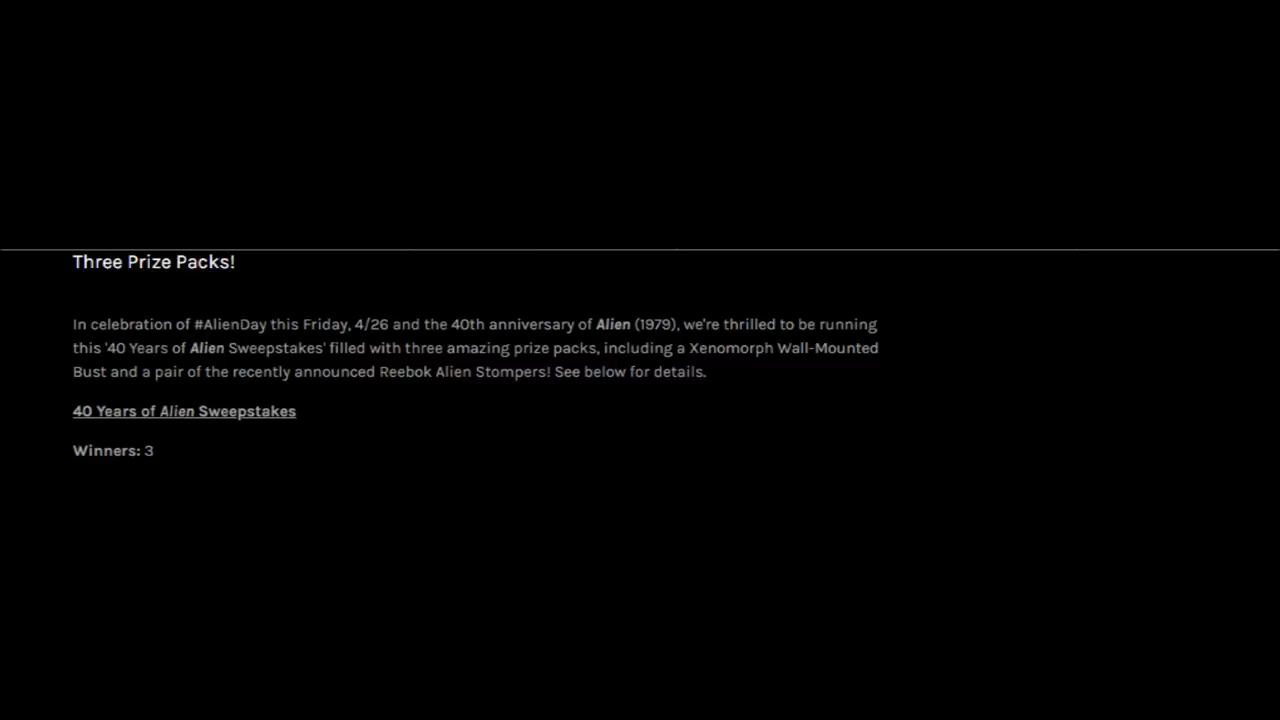 Three Prize Packs!
In celebration of #AlienDay this Friday, 4/26 and the 40th anniversary of Alien (1979), we're thrilled to be running
this '40 Years of Alien Sweepstakes' filled with three amazing prize packs, including a Xenomorph Wall-Mounted
Bust and a pair of the recently announced Reebok Alien Stompers! See below for details.
40 Years of Alien Sweepstakes
Winners: 3